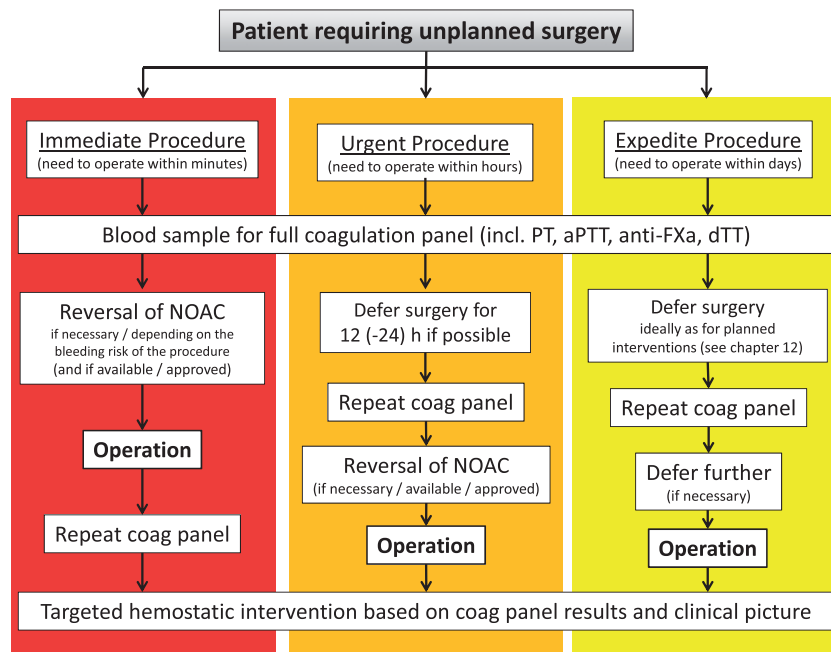 Patient requiring unplanned surgery
Immediate Procedure
(need to operate within minutes)
Urgent Procedure
(need to operate within hours)
Expedite Procedure
(need to operate within days)
Blood sample for full coagulation panel (incl. PT, aPTT, anti-FXa, dTT)
Reversal of NOAC
if necessary / depending on the
bleeding risk of the procedure
(and if available / approved)
Operation
Repeat coag panel
Defer surgery for
12 (-24) h if possible
Repeat coag panel
Reversal of NOAC
(if necessary / available / approved)
Operation
Defer surgery
ideally as for planned
interventions (see chapter 12)
Repeat coag panel
Defer further
(if necessary)
Operation
Targeted hemostatic intervention based on coag panel results and clinical picture